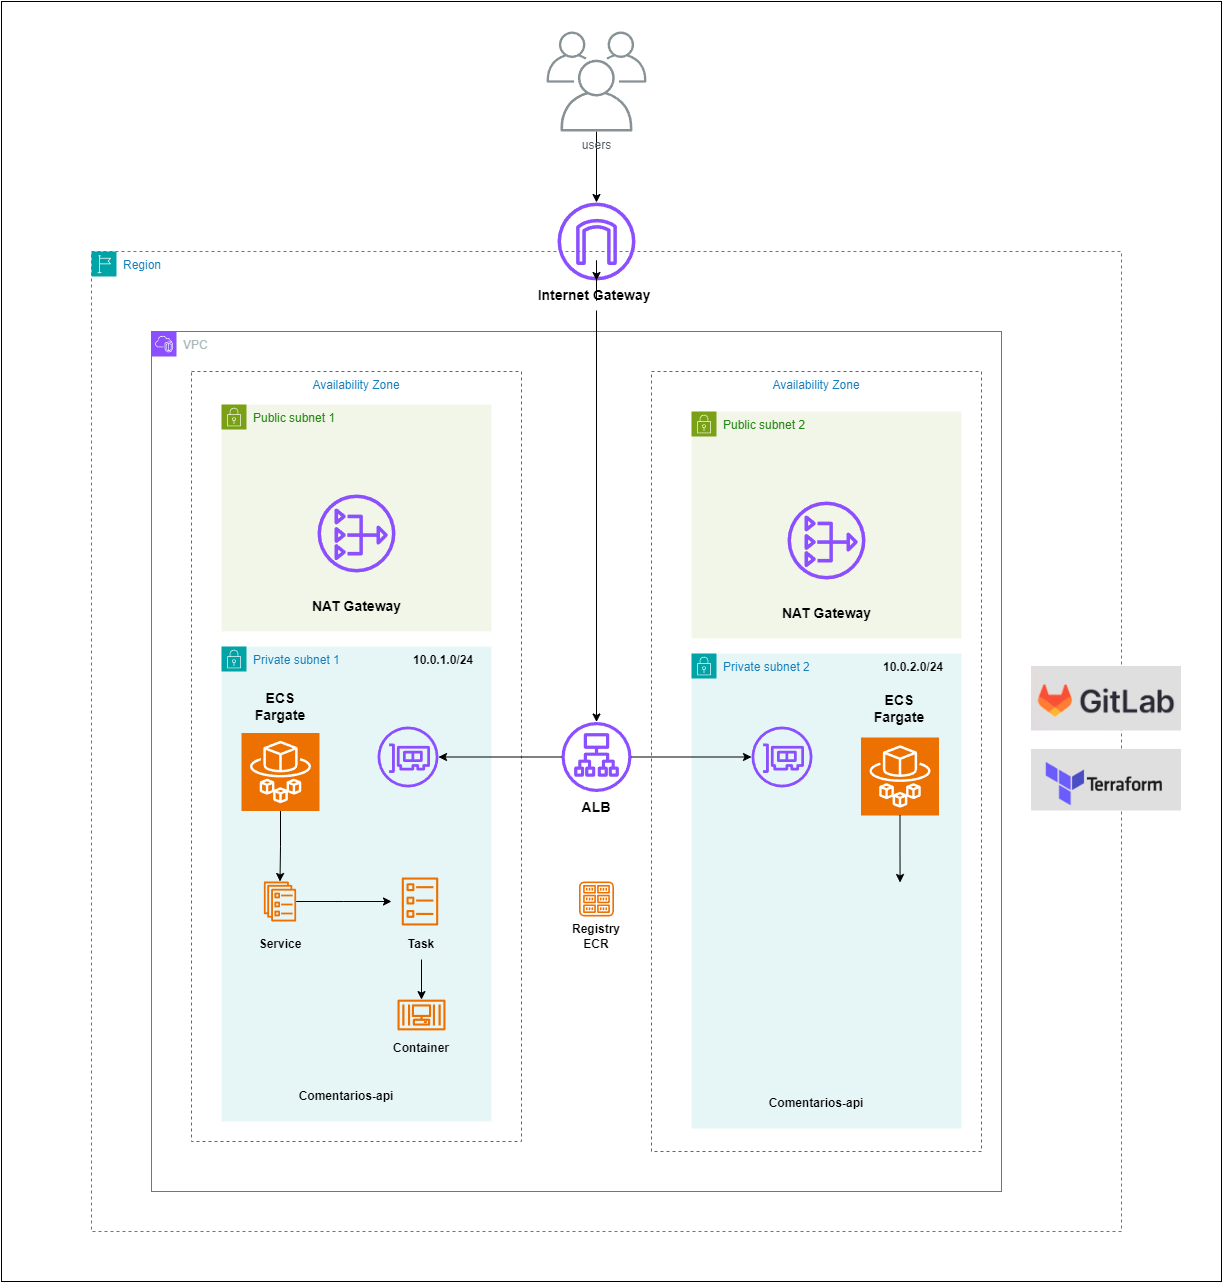 users
Region
Internet Gateway
VPC
Availability Zone
Availability Zone
Public subnet 1
Public subnet 2
NAT Gateway
NAT Gateway
Private subnet 1
10.0.1.0/24
Private subnet 2
10.0.2.0/24
ECS
Fargate
ECS
Fargate
GitLab
Terraform
ALB
Service
Task
Registry
ECR
Container
Comentarios-api
Comentarios-api